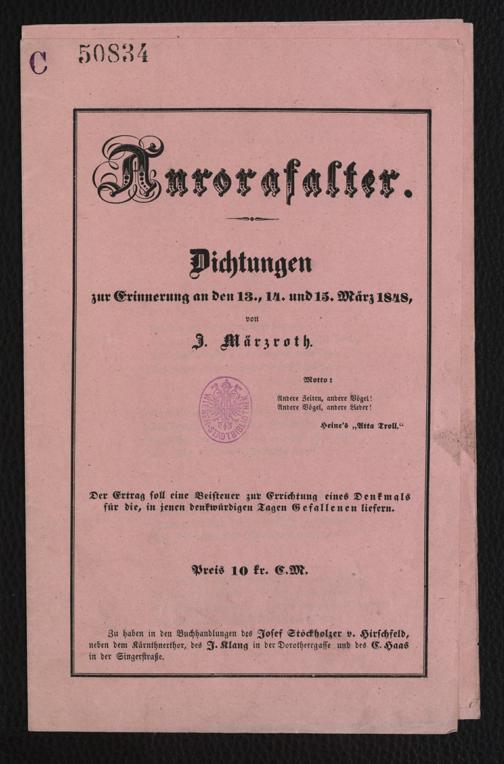 C 50834
Aurorafalter.
Dichtungen
zur Erinnerung an den 13., 14. und 15. März 1848,
von
J. Märzroth.
Motto:
Andere Zeiten, andere Vögel!
Andere Vögel, andere Lieder!
Heine's „Atta Troll."
Der Ertrag soll eine Beisteuer zur Errichtung eines Denkmals
für die, in jenen denkwürdigen Tagen Gefallenen liefern.
Preis 10 kr. C.M.
Zu haben in den Buchhandlungen des Josef Stöckholzer v. Hirschfeld,
neben dem Kärnthnerthor, des J. Klang in der Dorotheergasse und des C. Haas
in der Singerstraße.